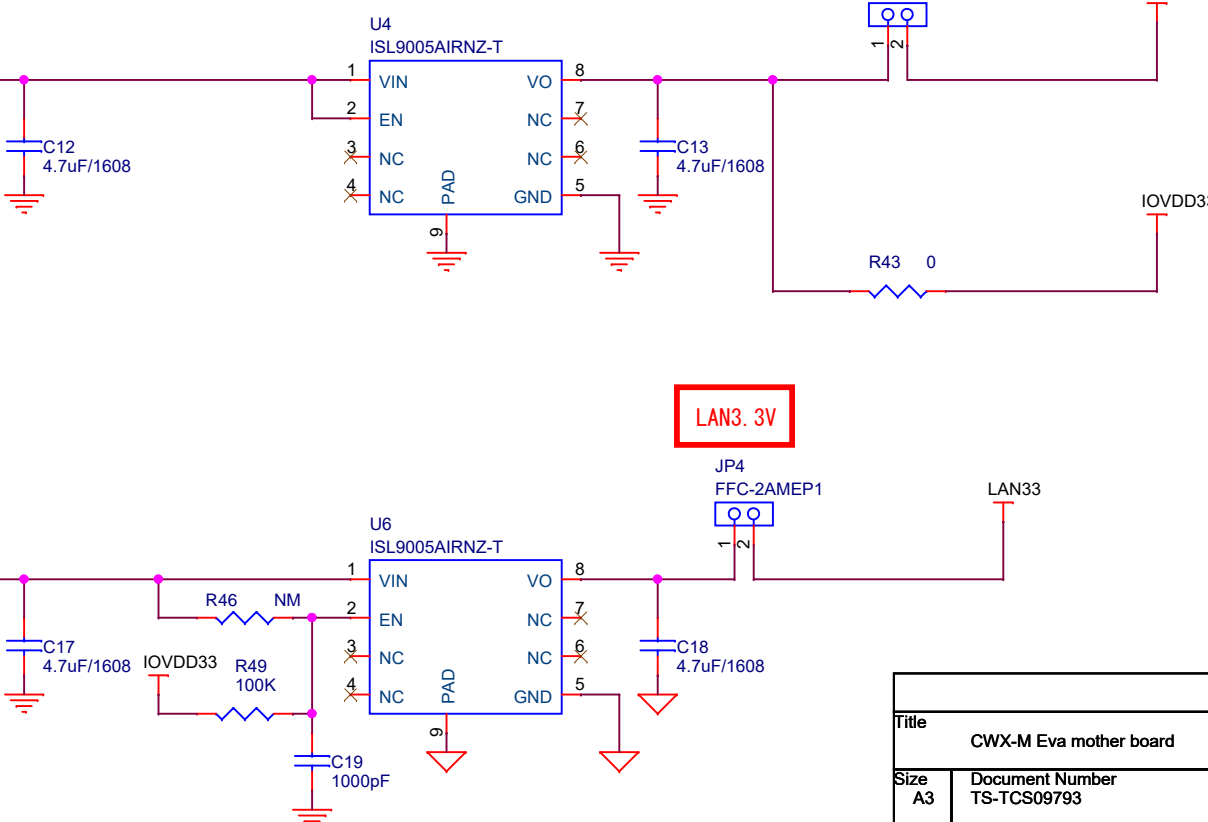 U4
ISL9005AIRNZ-T
1
2
1
VIN
VO
8
2
EN
NC
7
3
NC
NC
6
4
NC
PAD
GND
5
9
C12
4.7uF/1608
C13
4.7uF/1608
R43
0
LAN3.3V
JP4
FFC-2AMEP1
1
2
LAN33
U6
ISL9005AIRNZ-T
1
VIN
VO
8
R46
NM
2
EN
NC
7
3
NC
NC
6
4
NC
PAD
GND
5
9
C17
4.7uF/1608
IOVDD33
R49
100K
C18
4.7uF/1608
C19
1000pF
Title
CWX-M Eva mother board
Size
A3
Document Number
TS-TCS09793